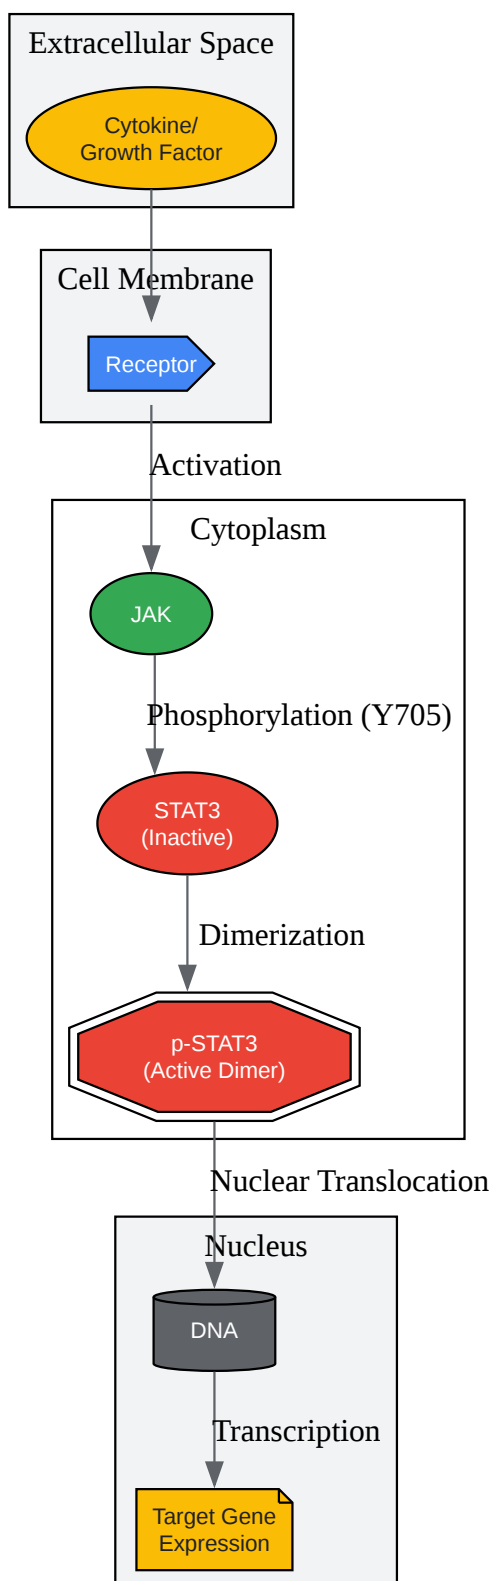 Extracellular Space
Cytokine/
Growth Factor
Cell Membrane
Receptor
Activation
Cytoplasm
JAK
Phosphorylation (Y705)
STAT3
(Inactive)
Dimerization
p-STAT3
(Active Dimer)
Nuclear Translocation
Nucleus
DNA
Transcription
Target Gene
Expression